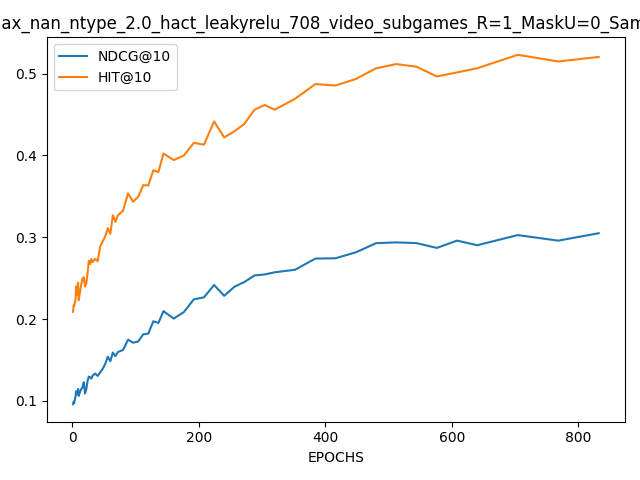 ax_nan_ntype_2.0_hact_leakyrelu_708_video_subgames_R=1_MaskU=0_Sam
NDCG@10
HIT@10
0.5
0.4
0.3
0.2
0.1
0 200 400 600 800
EPOCHS